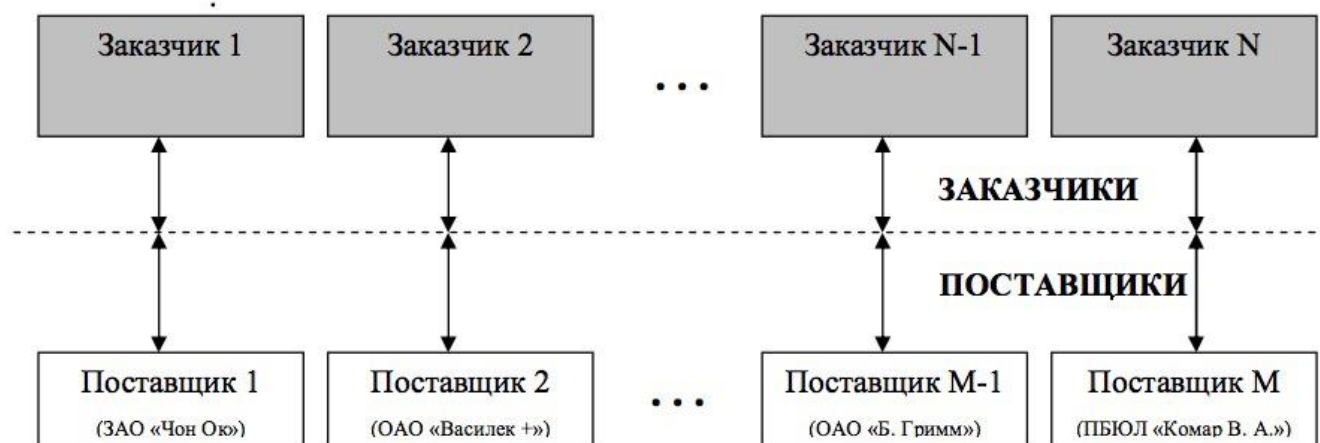 Заказчик 1
Заказчик 2
Заказчик N-1
Заказчик N
. . .
ЗАКАЗЧИКИ
ПОСТАВЩИКИ
Поставщик 1
(ЗАО «Чон Ок»)
Поставщик 2
(ОАО «Василек +»)
. . .
Поставщик M-1
(ОАО «Б. Гримм»)
Поставщик M
(ПБЮЛ «Комар В. А.»)